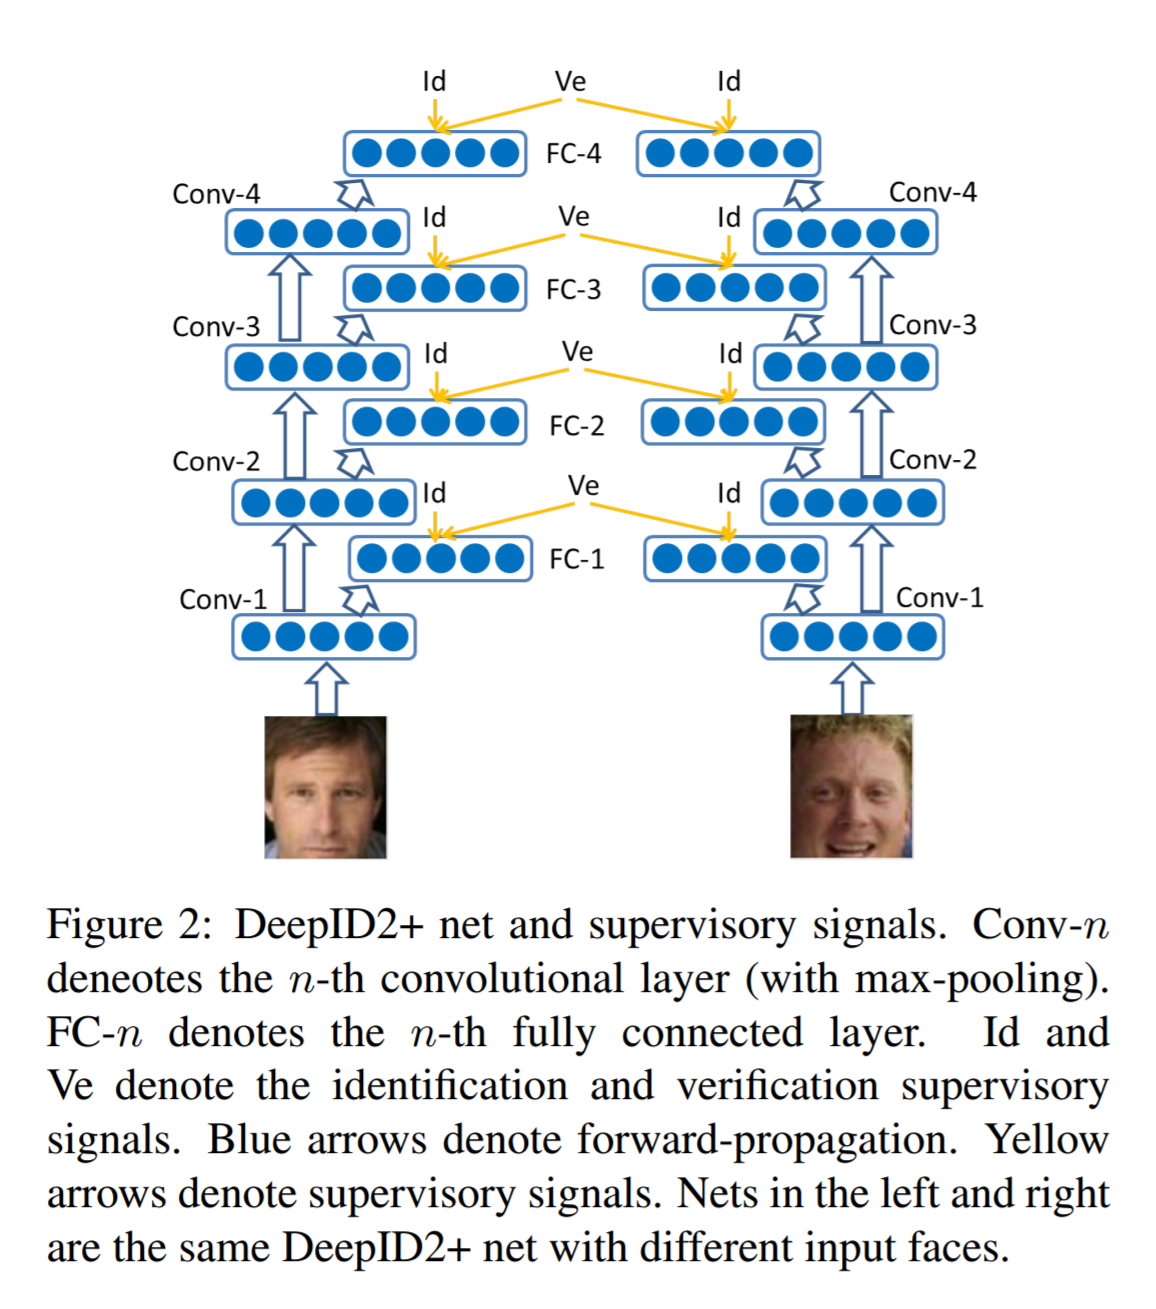 Id Ve Id
FC-4
Conv-4 Conv-4
Id Ve Id
FC-3
Conv-3 Conv-3
Id Ve Id
FC-2
Conv-2 Conv-2
Id Ve Id
FC-1
Conv-1 Conv-1
Figure 2: DeepID2+ net and supervisory signals. Conv-n
deneotes the n-th convolutional layer (with max-pooling).
FC-n denotes the n-th fully connected layer. Id and
Ve denote the identification and verification supervisory
signals. Blue arrows denote forward-propagation. Yellow
arrows denote supervisory signals. Nets in the left and right
are the same DeepID2+ net with different input faces.